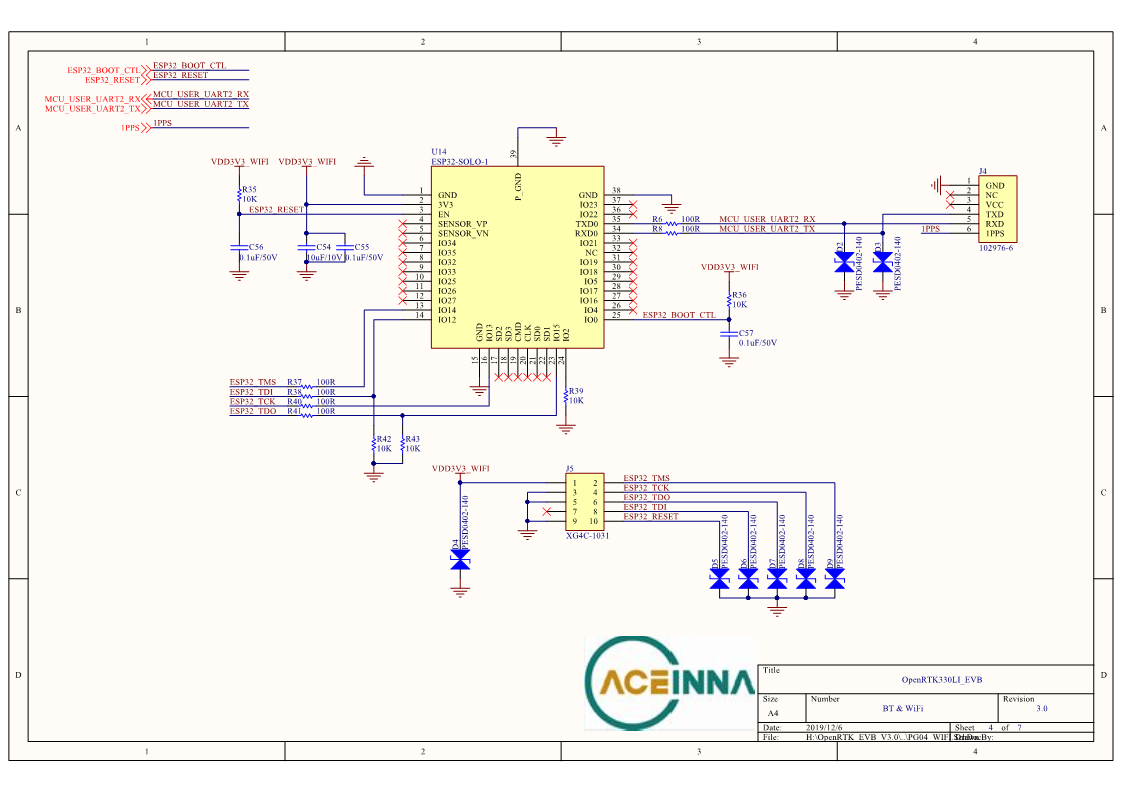 1 2 3 4
ESP32_BOOT_CTL ESP32_BOOT_CTL
ESP32_RESET ESP32_RESET
MCU_USER_UART2_RX MCU_USER_UART2_RX
MCU_USER_UART2_TX MCU_USER_UART2_TX
1PPS 1PPS
A A
VDD3V3_WIFI VDD3V3_WIFI
R35
10K
ESP32_RESET
C56
0.1uF/50V
C54
10uF/10V
C55
0.1uF/50V
U14
ESP32-SOLO-1
39
P_GND
1 GND
2 3V3
3 EN
4 SENSOR_VP
5 SENSOR_VN
6 IO34
7 IO35
8 IO32
9 IO33
10 IO25
11 IO26
12 IO27
13 IO14
14 IO12
GND 38
IO23 37
IO22 36
TXD0 35
RXD0 34
IO21 33
NC 32
IO19 31
IO18 30
IO5 29
IO17 28
IO16 27
IO4 26
IO0 25
GND IO13 SD2 SD3 CMD CLK SD0 SD1 IO15 IO2
15 16 17 18 19 20 21 22 23 24
R6 100R MCU_USER_UART2_RX
R8 100R MCU_USER_UART2_TX
J4
1 GND
2 NC
3 VCC
4 TXD
5 RXD
6 1PPS
1PPS
102976-6
D2
PESD0402-140
D3
PESD0402-140
B B
VDD3V3_WIFI
R36
10K
ESP32_BOOT_CTL
C57
0.1uF/50V
ESP32_TMS R37 100R
ESP32_TDI R38 100R
ESP32_TCK R40 100R
ESP32_TDO R41 100R
R39
10K
R42
10K
R43
10K
C C
VDD3V3_WIFI
D4
PESD0402-140
J5
1 2 ESP32_TMS
3 4 ESP32_TCK
5 6 ESP32_TDO
7 8 ESP32_TDI
9 10 ESP32_RESET
XG4C-1031
D5
PESD0402-140
D6
PESD0402-140
D7
PESD0402-140
D8
PESD0402-140
D9
PESD0402-140
D D
ACEINNA
Title
OpenRTK330LI_EVB
Size
A4
Number
BT & WiFi
Revision
3.0
Date: 2019/12/6 Sheet 4 of 7
File: H:\OpenRTK_EVB_V3.0\..\PG04_WIFI By:
1 2 3 4